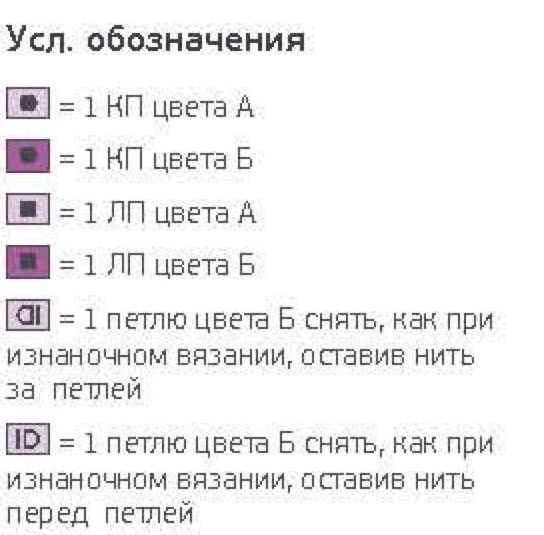 Усл. обозначения
= 1 КП цвета А
= 1 КП цвета Б
= 1 ЛП цвета А
= 1 ЛП цвета Б
ᗡI = 1 петлю цвета Б снять, как при
изнаночном вязании, оставив нить
за петлей
ID = 1 петлю цвета Б снять, как при
изнаночном вязании, оставив нить
перед петлей